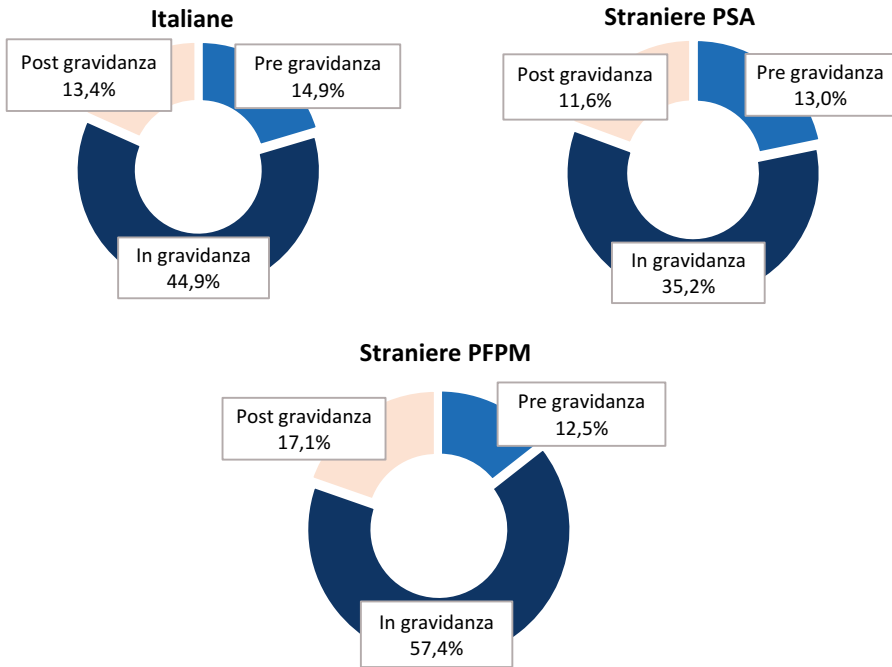 Italiane
Post gravidanza
13,4%
Pre gravidanza
14,9%
In gravidanza
44,9%
Straniere PSA
Post gravidanza
11,6%
Pre gravidanza
13,0%
In gravidanza
35,2%
Straniere PFPM
Post gravidanza
17,1%
Pre gravidanza
12,5%
In gravidanza
57,4%